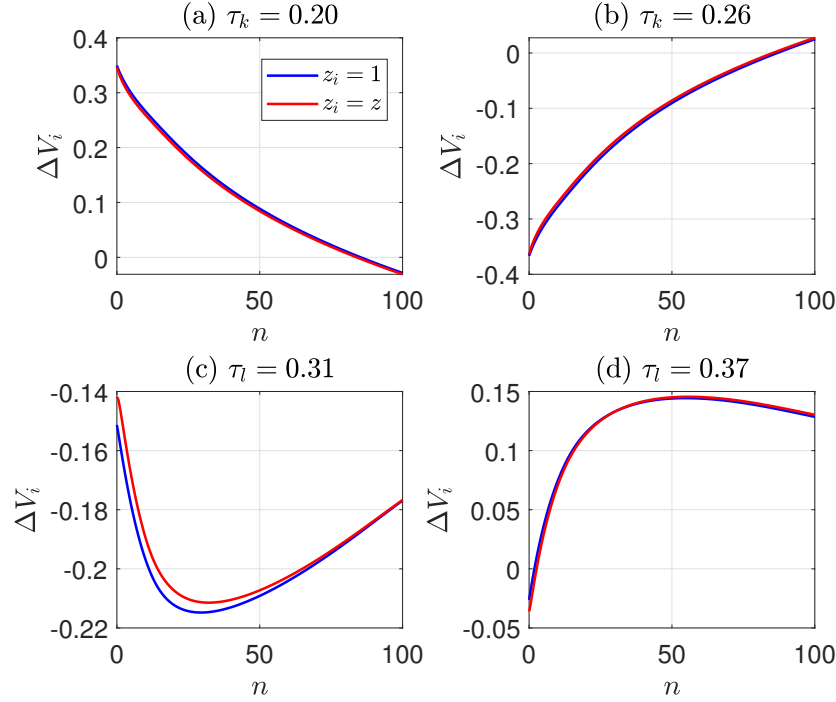 (a) τ_k = 0.20
0.4
0.3
0.2
0.1
0
ΔV_i
z_i = 1
z_i = z
0
50
100
n
(b) τ_k = 0.26
0
-0.1
-0.2
-0.3
-0.4
ΔV_i
0
50
100
n
(c) τ_l = 0.31
-0.14
-0.16
-0.18
-0.2
-0.22
ΔV_i
0
50
100
n
(d) τ_l = 0.37
0.15
0.1
0.05
0
-0.05
ΔV_i
0
50
100
n